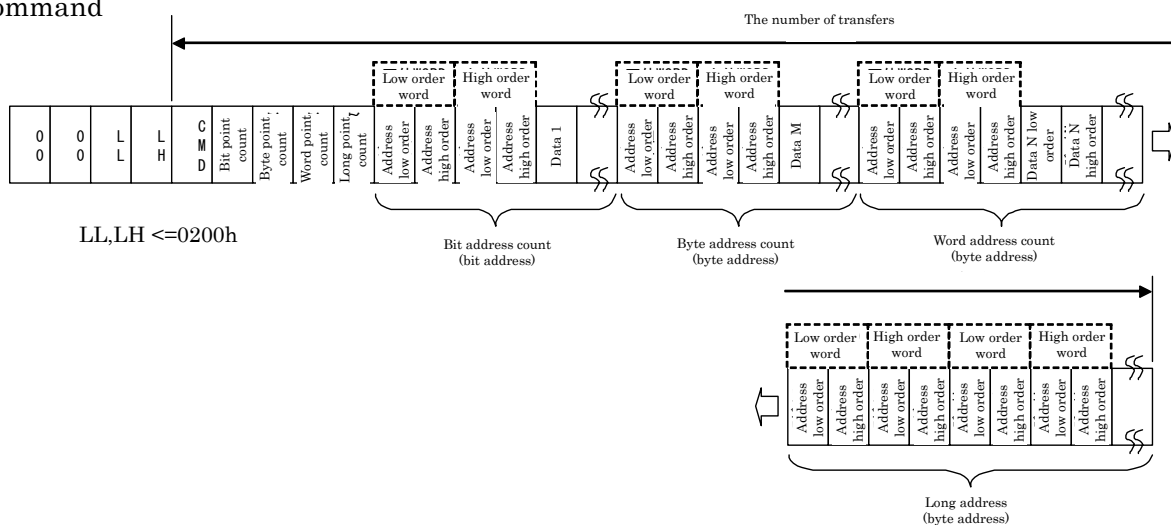 ommand
The number of transfers
Low order
word
High order
word
Low order
word
High order
word
Low order
word
High order
word
0
0
0
0
L
L
L
H
C
M
D
Bit point
count
Byte point
count
Word point
count
Long point
count
Address
low order
Address
high order
Address
low order
Address
high order
Data 1
Address
low order
Address
high order
Address
low order
Address
high order
Data M
Address
low order
Address
high order
Address
low order
Address
high order
Data N low
order
Data N
high order
LL,LH <=0200h
Bit address count
(bit address)
Byte address count
(byte address)
Word address count
(byte address)
Low order
word
High order
word
Low order
word
High order
word
Address
low order
Address
high order
Address
low order
Address
high order
Address
low order
Address
high order
Address
low order
Address
high order
Long address
(byte address)